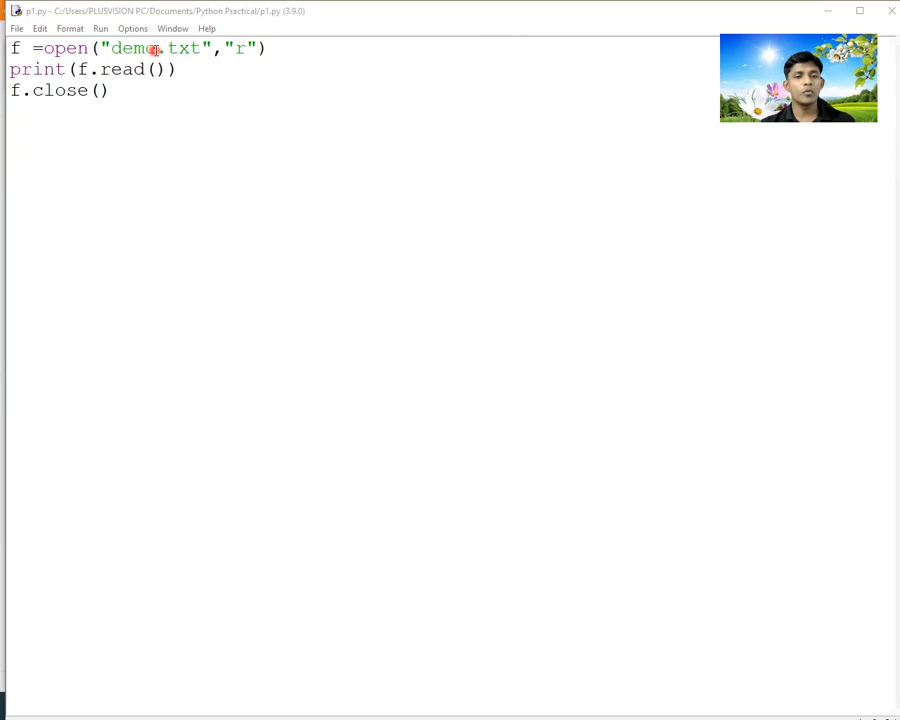 p1.py - C:/Users/PLUSVISION PC/Documents/Python Practical/p1.py (3.9.0)
File Edit Format Run Options Window Help
f =open("demo.txt","r")
print(f.read())
f.close()